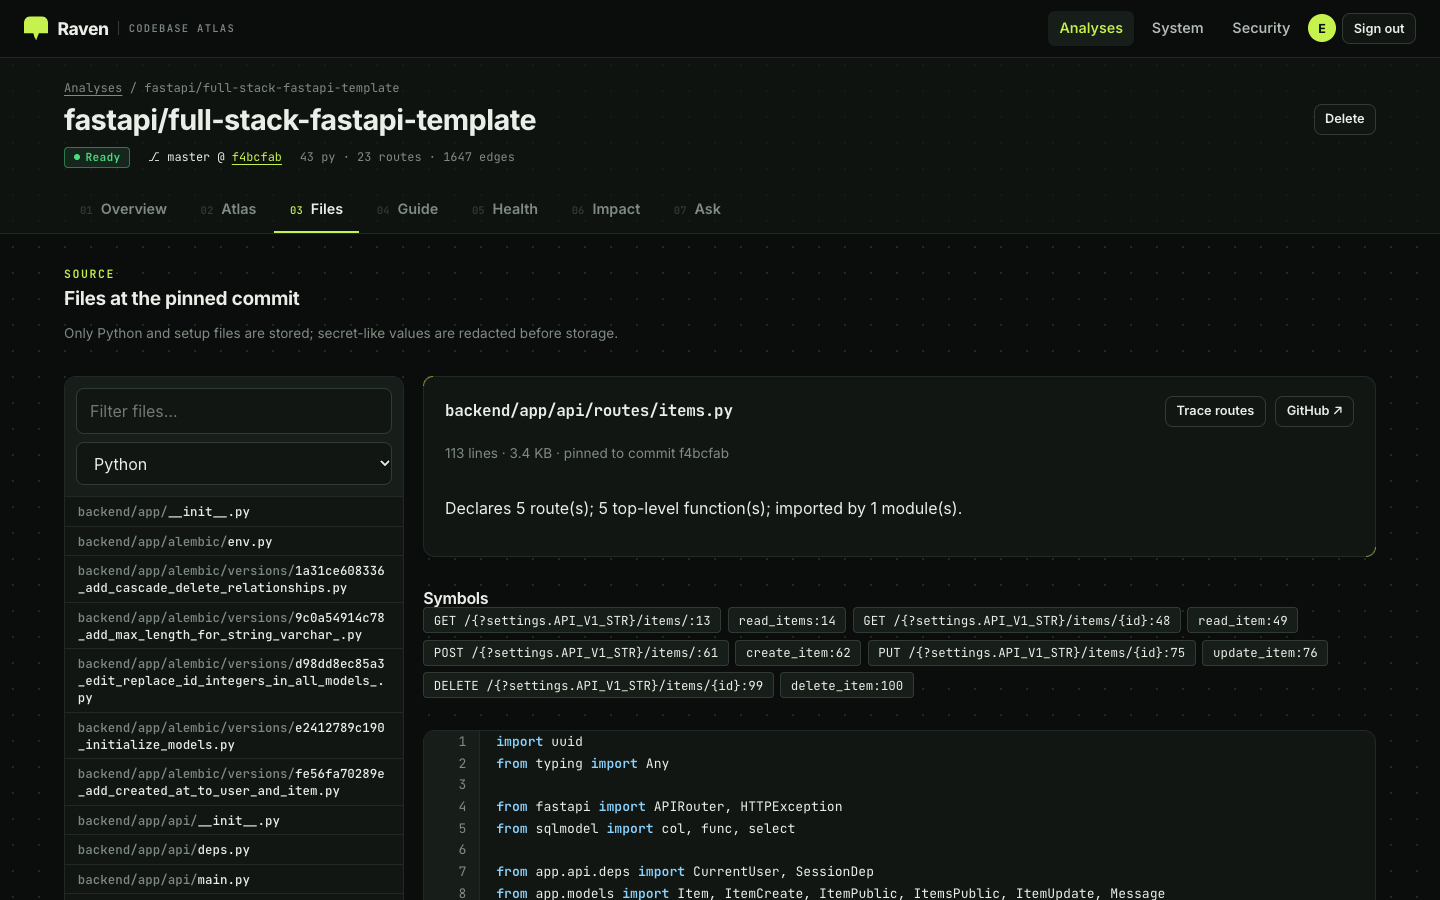 Raven
CODEBASE ATLAS
Analyses
System
Security
E
Sign out
Analyses / fastapi/full-stack-fastapi-template
fastapi/full-stack-fastapi-template
Delete
Ready
master @ f4bcfab
43 py · 23 routes · 1647 edges
01 Overview
02 Atlas
03 Files
04 Guide
05 Health
06 Impact
07 Ask
SOURCE
Files at the pinned commit
Only Python and setup files are stored; secret-like values are redacted before storage.
Filter files...
Python
backend/app/__init__.py
backend/app/alembic/env.py
backend/app/alembic/versions/1a31ce608336
_add_cascade_delete_relationships.py
backend/app/alembic/versions/9c0a54914c78
_add_max_length_for_string_varchar_.py
backend/app/alembic/versions/d98dd8ec85a3
_edit_replace_id_integers_in_all_models_.
py
backend/app/alembic/versions/e2412789c190
_initialize_models.py
backend/app/alembic/versions/fe56fa70289e
_add_created_at_to_user_and_item.py
backend/app/api/__init__.py
backend/app/api/deps.py
backend/app/api/main.py
backend/app/api/routes/items.py
Trace routes
GitHub ↗
113 lines · 3.4 KB · pinned to commit f4bcfab
Declares 5 route(s); 5 top-level function(s); imported by 1 module(s).
Symbols
GET /{?settings.API_V1_STR}/items/:13
read_items:14
GET /{?settings.API_V1_STR}/items/{id}:48
read_item:49
POST /{?settings.API_V1_STR}/items/:61
create_item:62
PUT /{?settings.API_V1_STR}/items/{id}:75
update_item:76
DELETE /{?settings.API_V1_STR}/items/{id}:99
delete_item:100
1 import uuid
2 from typing import Any
3
4 from fastapi import APIRouter, HTTPException
5 from sqlmodel import col, func, select
6
7 from app.api.deps import CurrentUser, SessionDep
8 from app.models import Item, ItemCreate, ItemPublic, ItemsPublic, ItemUpdate, Message